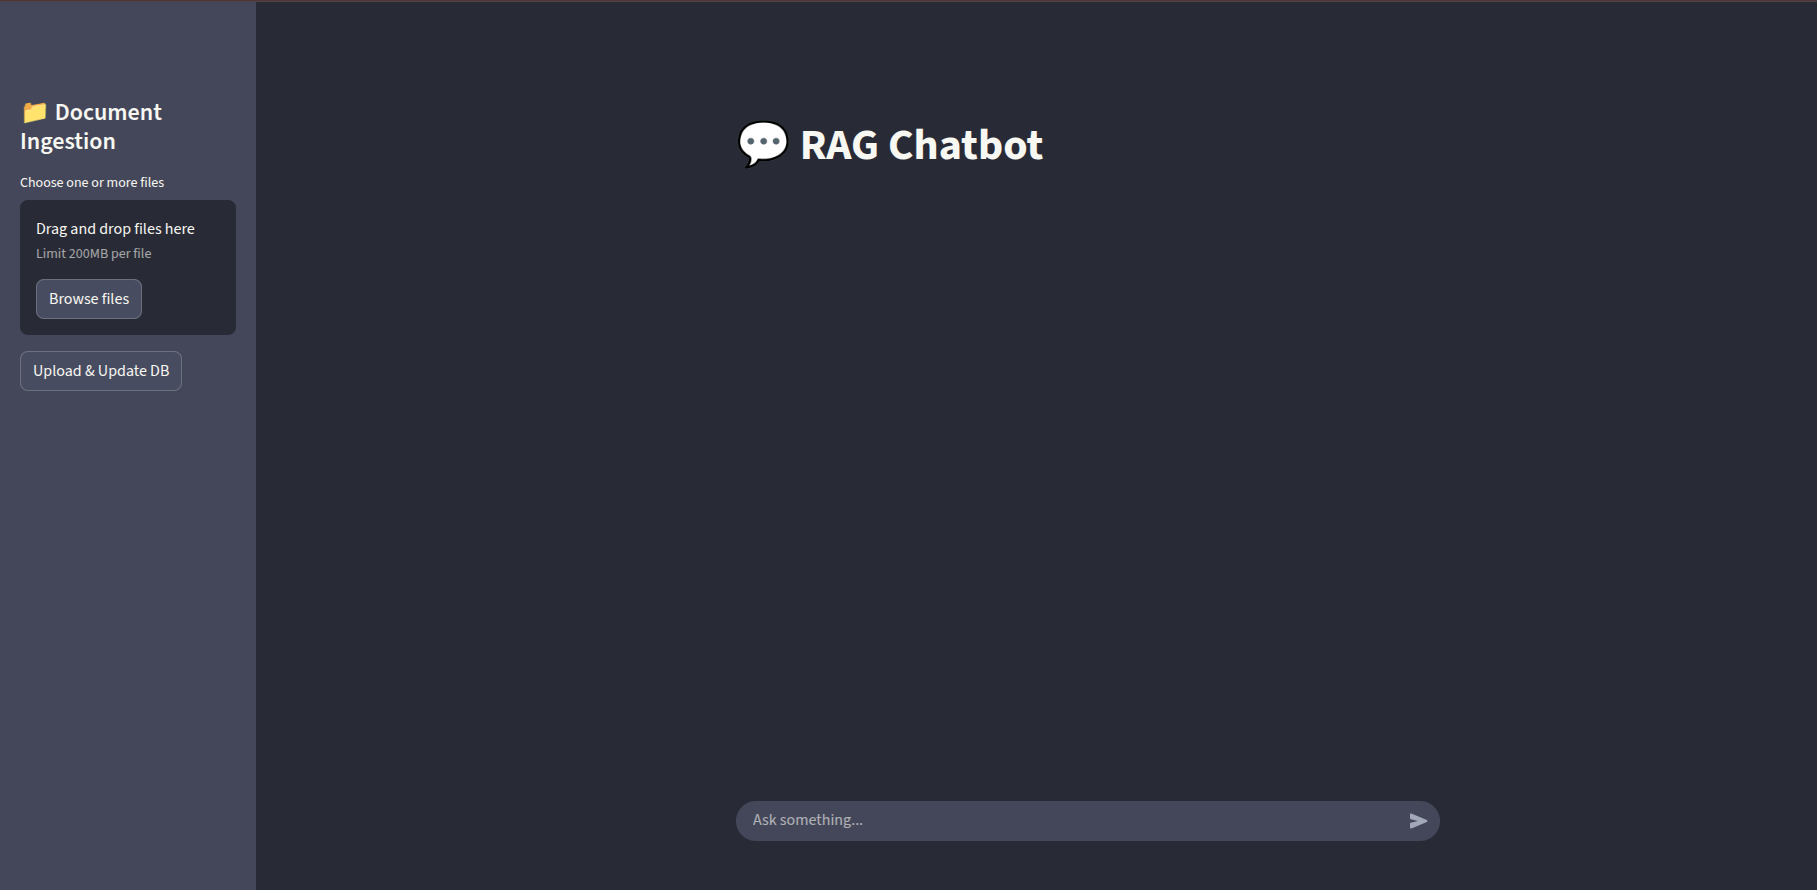 📁 Document
Ingestion
Choose one or more files
Drag and drop files here
Limit 200MB per file
Browse files
Upload & Update DB
💬 RAG Chatbot
Ask something...